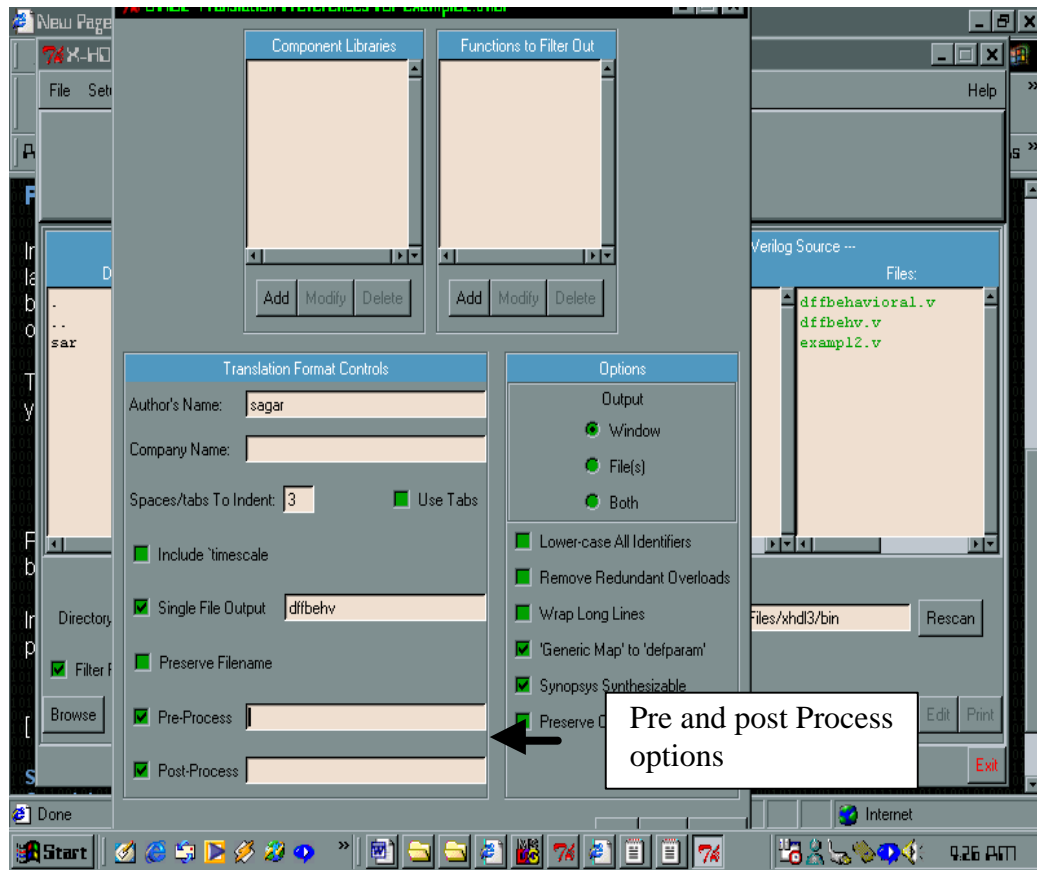 New Page
Translation Preferences for
X-HD
File Setu
Help
Component Libraries
Functions to Filter Out
Add Modify Delete
Add Modify Delete
Verilog Source ---
D
Files:
.
..
sar
dffbehavioral.v
dffbehv.v
exampl2.v
Translation Format Controls
Author's Name: sagar
Company Name:
Spaces/tabs To Indent: 3 Use Tabs
Include `timescale
Single File Output dffbehv
Preserve Filename
Pre-Process
Post-Process
Options
Output
Window
File(s)
Both
Lower-case All Identifiers
Remove Redundant Overloads
Wrap Long Lines
'Generic Map' to 'defparam'
Synopsys Synthesizable
Preserve C
Pre and post Process
options
Directory
Files/xhdl3/bin
Rescan
Filter F
Browse
Edit Print
Exit
Done
Internet
Start
9:26 AM